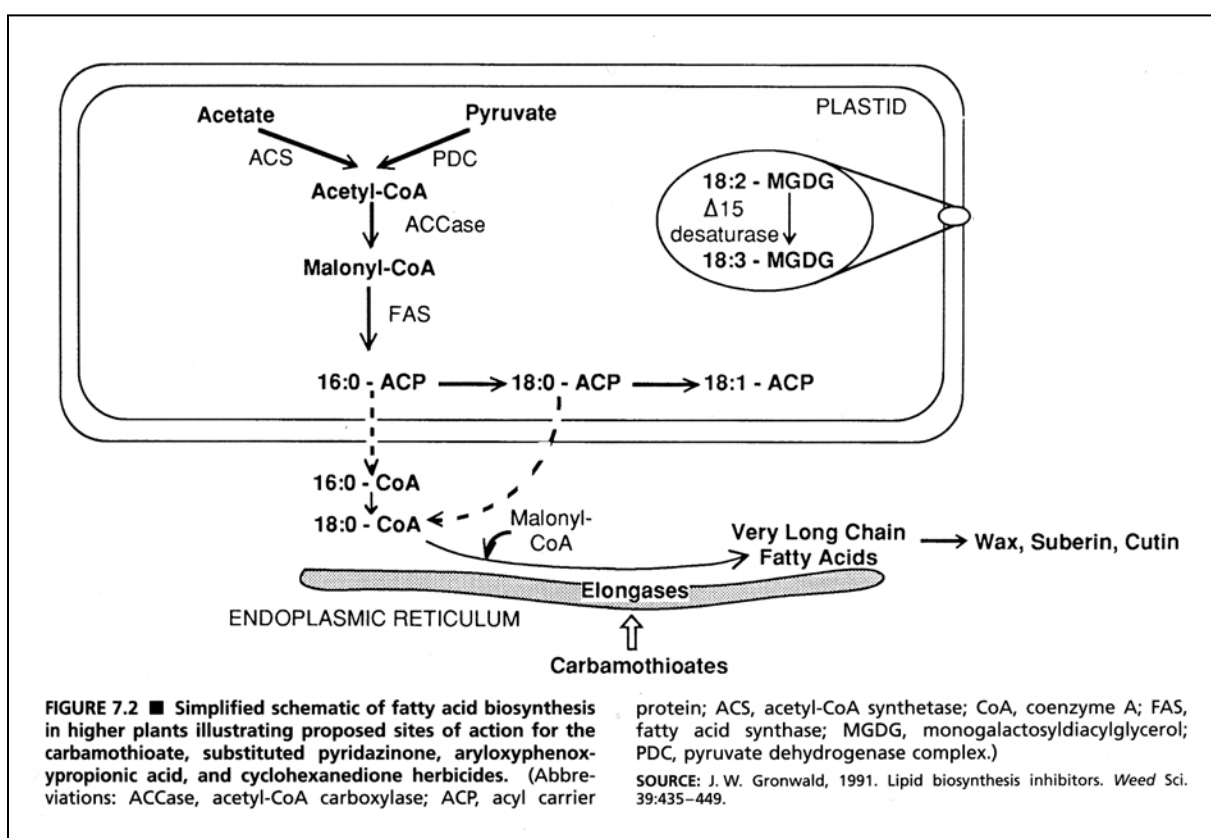 PLASTID
Acetate
Pyruvate
ACS
PDC
Acetyl-CoA
ACCase
Malonyl-CoA
FAS
18:2 - MGDG
Δ15
desaturase
18:3 - MGDG
16:0 - ACP
18:0 - ACP
18:1 - ACP
16:0 - CoA
18:0 - CoA
Malonyl-
CoA
Very Long Chain
Fatty Acids
Wax, Suberin, Cutin
Elongases
ENDOPLASMIC RETICULUM
Carbamothioates
FIGURE 7.2 ■ Simplified schematic of fatty acid biosynthesis
in higher plants illustrating proposed sites of action for the
carbamothioate, substituted pyridazinone, aryloxyphenox-
ypropionic acid, and cyclohexanedione herbicides. (Abbre-
viations: ACCase, acetyl-CoA carboxylase; ACP, acyl carrier
protein; ACS, acetyl-CoA synthetase; CoA, coenzyme A; FAS,
fatty acid synthase; MGDG, monogalactosyldiacylglycerol;
PDC, pyruvate dehydrogenase complex.)
SOURCE: J. W. Gronwald, 1991. Lipid biosynthesis inhibitors. Weed Sci.
39:435–449.